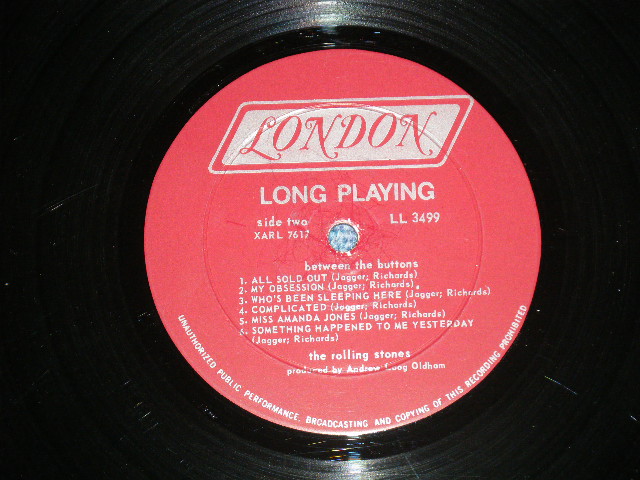 LONDON
LONG PLAYING
side two LL 3499
XARL 7617
between the buttons
1. ALL SOLD OUT (Jagger; Richards)
2. MY OBSESSION (Jagger; Richards)
3. WHO'S BEEN SLEEPING HERE (Jagger; Richards)
4. COMPLICATED (Jagger; Richards)
5. MISS AMANDA JONES (Jagger; Richards)
6. SOMETHING HAPPENED TO ME YESTERDAY
(Jagger; Richards)
the rolling stones
produced by Andrew Loog Oldham
UNAUTHORIZED PUBLIC PERFORMANCE, BROADCASTING AND COPYING OF THIS RECORDING PROHIBITED